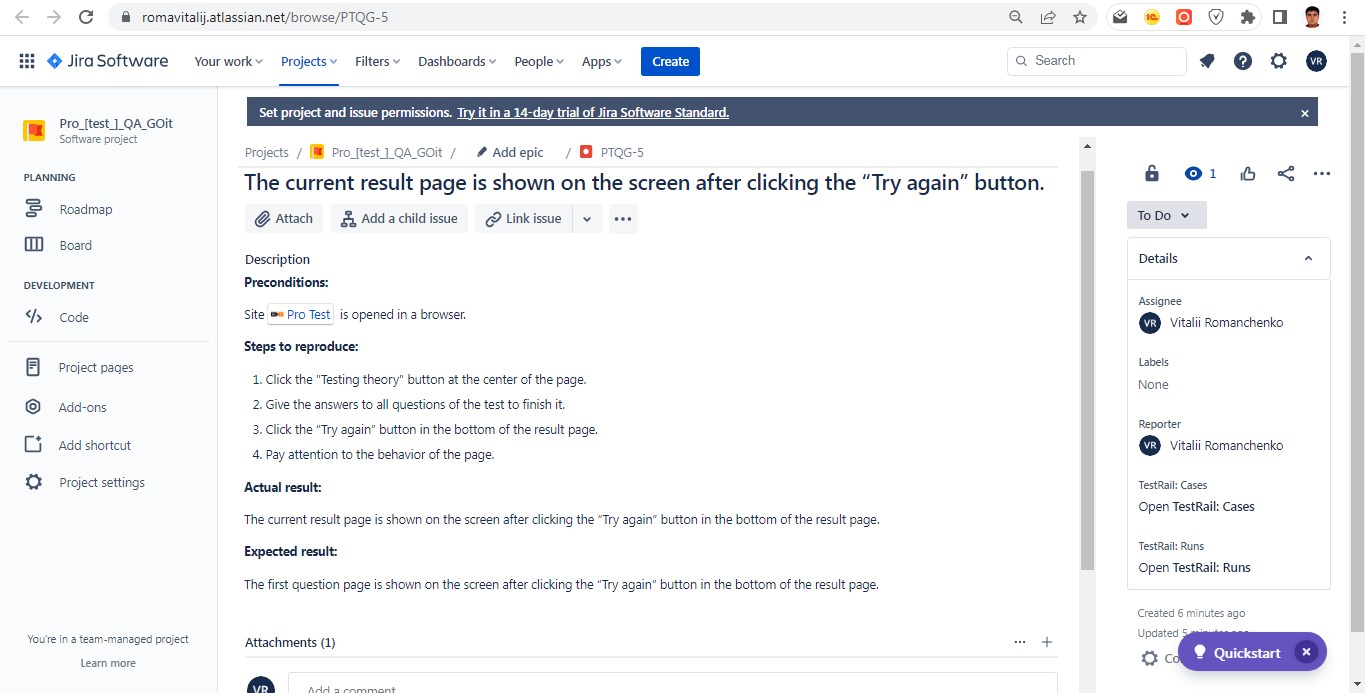 romavitalij.atlassian.net/browse/PTQG-5
Jira Software
Your work
Projects
Filters
Dashboards
People
Apps
Create
Search
VR
Pro_[test_]_QA_GOit
Software project
PLANNING
Roadmap
Board
DEVELOPMENT
Code
Project pages
Add-ons
Add shortcut
Project settings
You're in a team-managed project
Learn more
Set project and issue permissions. Try it in a 14-day trial of Jira Software Standard.
Projects / Pro_[test_]_QA_GOit / Add epic / PTQG-5
The current result page is shown on the screen after clicking the “Try again” button.
Attach
Add a child issue
Link issue
Description
Preconditions:
Site Pro Test is opened in a browser.
Steps to reproduce:
1. Click the "Testing theory" button at the center of the page.
2. Give the answers to all questions of the test to finish it.
3. Click the “Try again” button in the bottom of the result page.
4. Pay attention to the behavior of the page.
Actual result:
The current result page is shown on the screen after clicking the “Try again” button in the bottom of the result page.
Expected result:
The first question page is shown on the screen after clicking the “Try again” button in the bottom of the result page.
Attachments (1)
VR
Add a comment
1
To Do
Details
Assignee
VR Vitalii Romanchenko
Labels
None
Reporter
VR Vitalii Romanchenko
TestRail: Cases
Open TestRail: Cases
TestRail: Runs
Open TestRail: Runs
Created 6 minutes ago
Updated 5 minutes ago
Quickstart